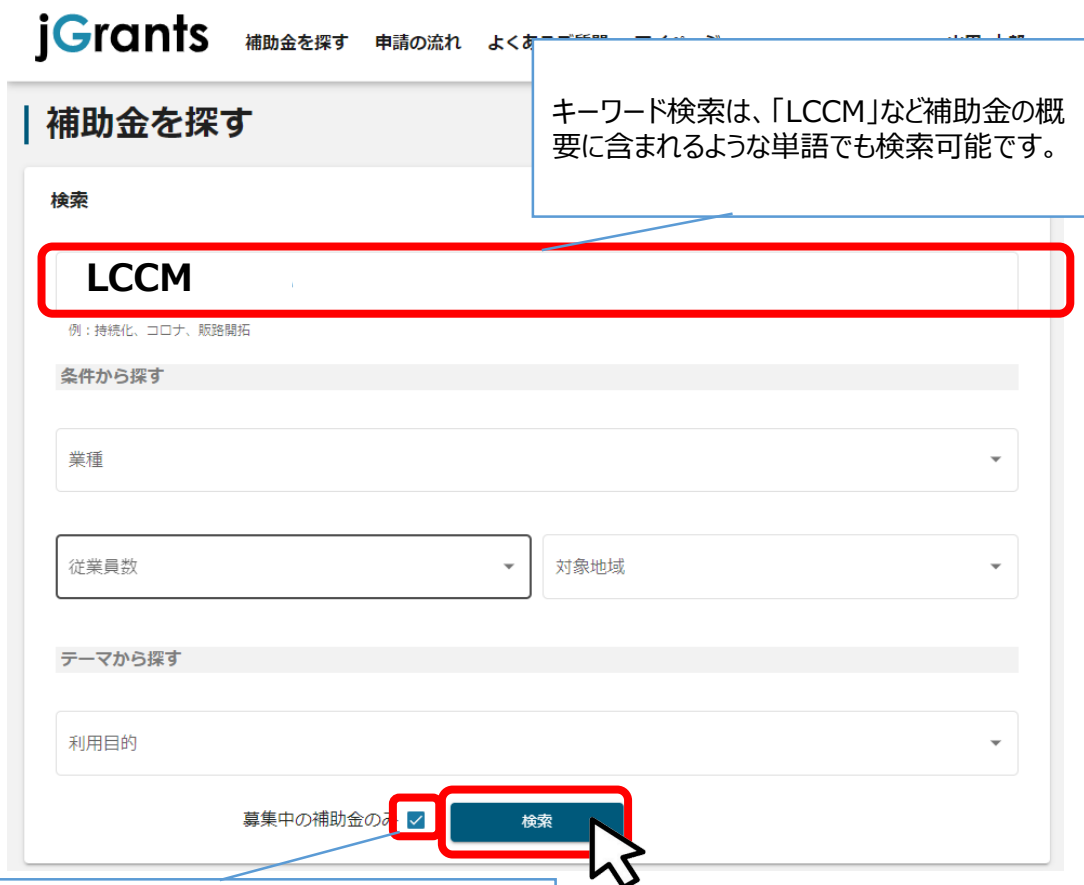 jGrants 補助金を探す 申請の流れ
補助金を探す
キーワード検索は、「LCCM」など補助金の概
要に含まれるような単語でも検索可能です。
検索
LCCM
例：持続化、コロナ、販路開拓
条件から探す
業種
従業員数 対象地域
テーマから探す
利用目的
募集中の補助金のみ 検索